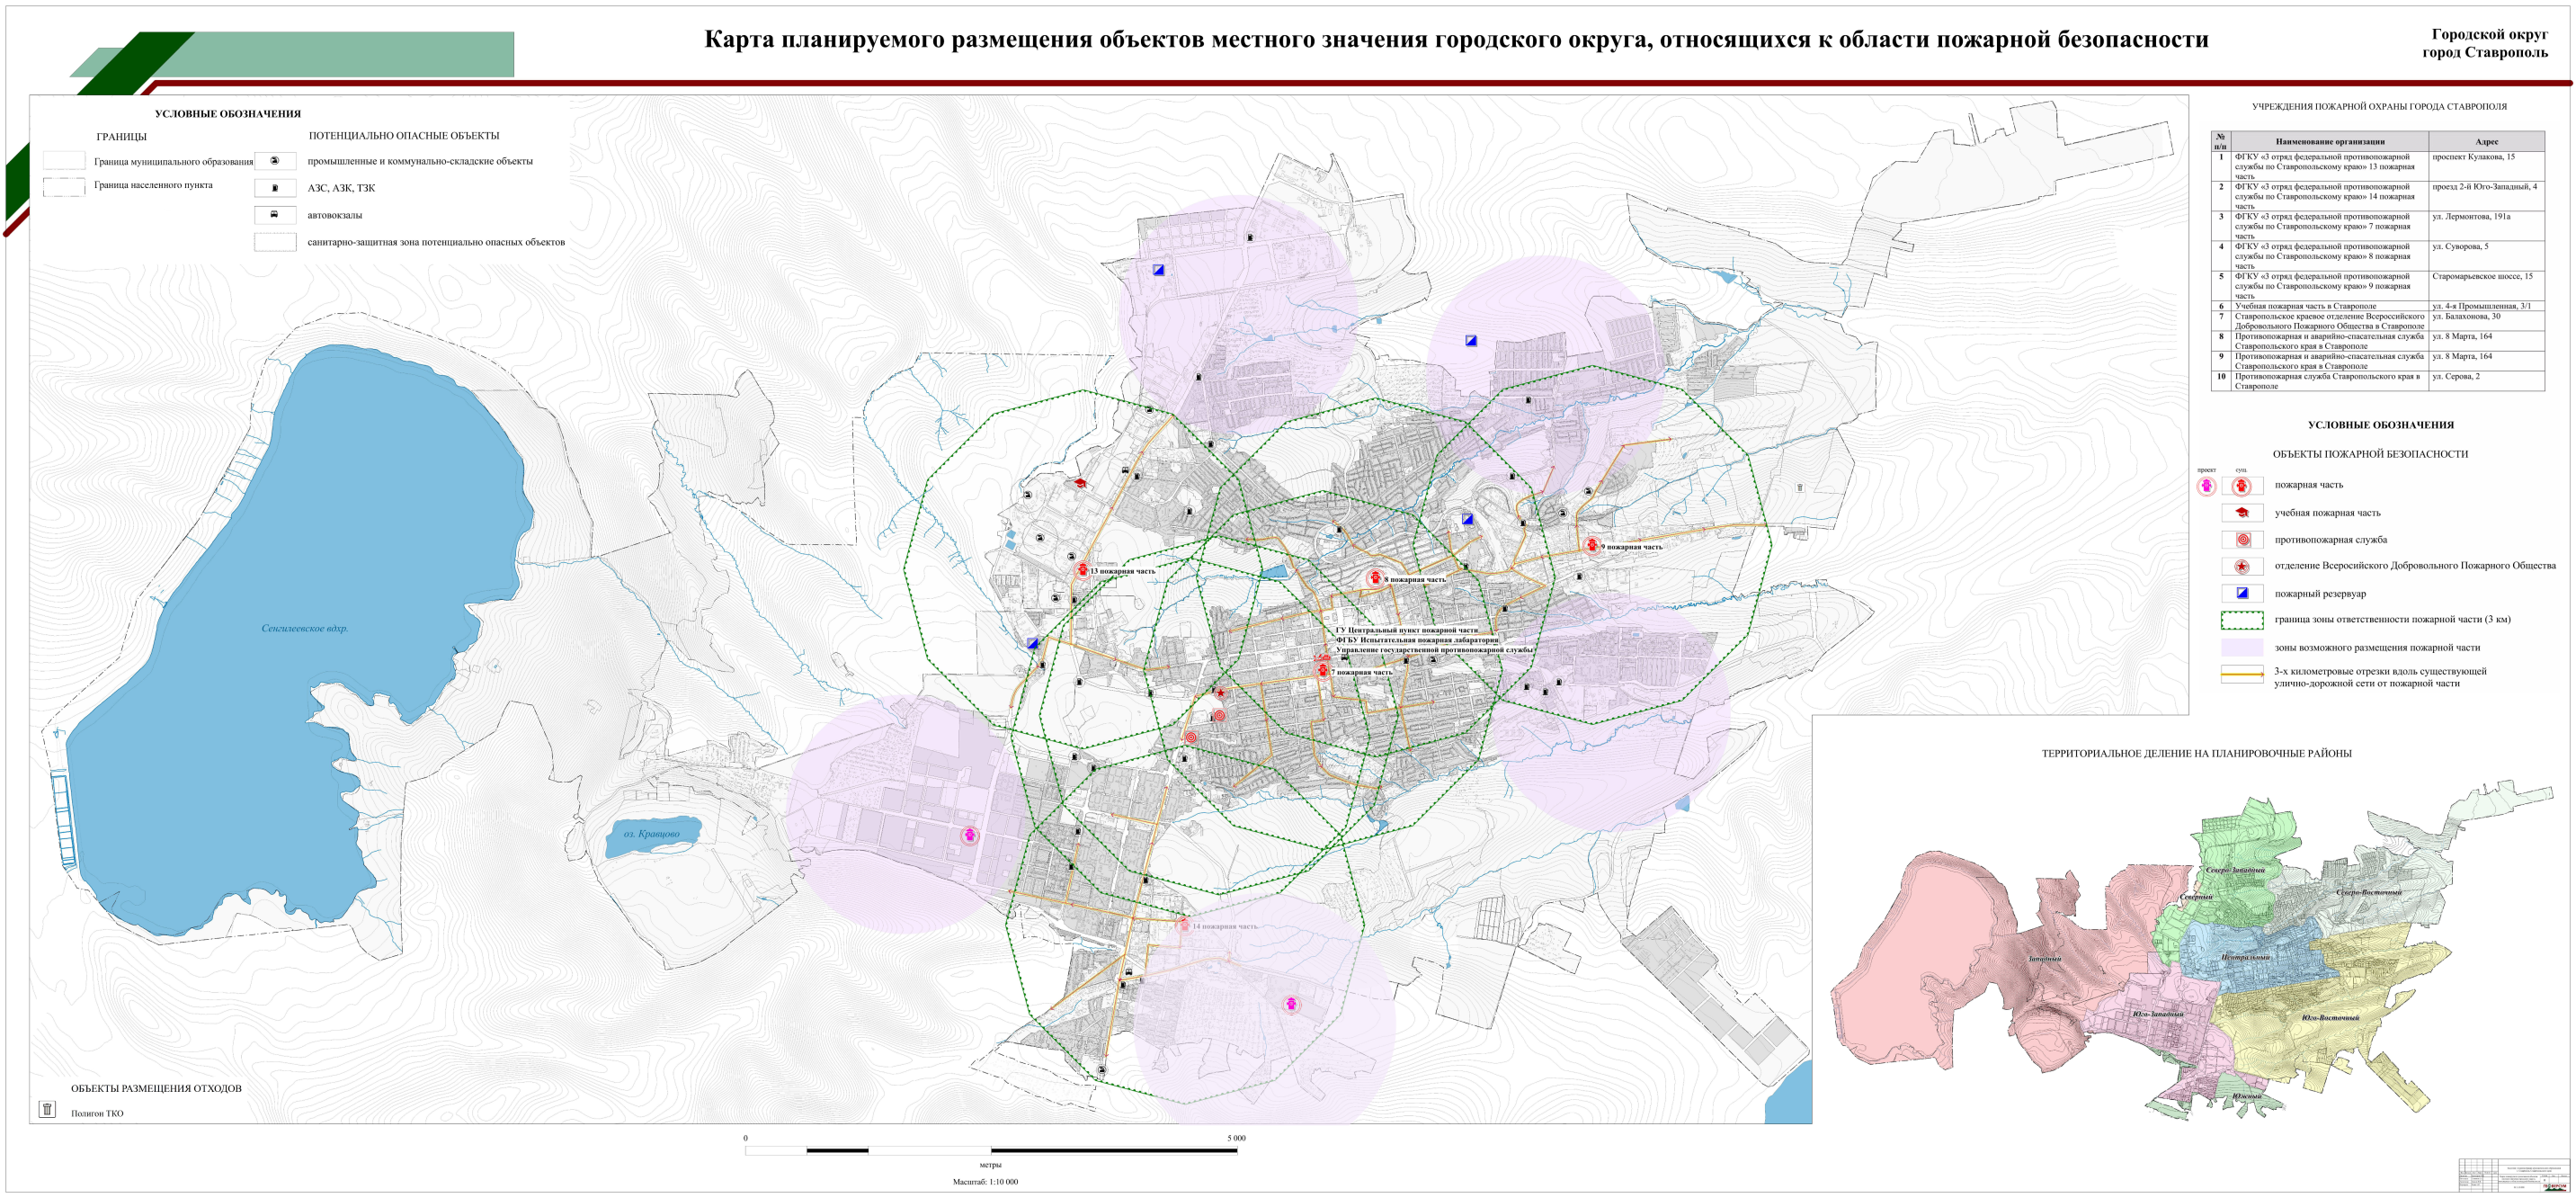 Карта планируемого размещения объектов местного значения городского округа, относящихся к области пожарной безопасности
Городской округ
город Ставрополь
УСЛОВНЫЕ ОБОЗНАЧЕНИЯ
ГРАНИЦЫ
Граница муниципального образования
Граница населенного пункта
ПОТЕНЦИАЛЬНО ОПАСНЫЕ ОБЪЕКТЫ
промышленные и коммунально-складские объекты
АЗС, АЗК, ТЗК
автовокзалы
санитарно-защитная зона потенциально опасных объектов
Сенгилеевское вдхр.
оз. Кравцово
13 пожарная часть
9 пожарная часть
8 пожарная часть
ГУ Центральный пункт пожарной части
ФГБУ Испытательная пожарная лабаратория
Управление государственной противопожарной службы
7 пожарная часть
14 пожарная часть
ОБЪЕКТЫ РАЗМЕЩЕНИЯ ОТХОДОВ
Полигон ТКО
0
5 000
метры
Масштаб: 1:10 000
УЧРЕЖДЕНИЯ ПОЖАРНОЙ ОХРАНЫ ГОРОДА СТАВРОПОЛЯ
№ п/п Наименование организации Адрес
1 ФГКУ «3 отряд федеральной противопожарной службы по Ставропольскому краю» 13 пожарная часть проспект Кулакова, 15
2 ФГКУ «3 отряд федеральной противопожарной службы по Ставропольскому краю» 14 пожарная часть проезд 2-й Юго-Западный, 4
3 ФГКУ «3 отряд федеральной противопожарной службы по Ставропольскому краю» 7 пожарная часть ул. Лермонтова, 191а
4 ФГКУ «3 отряд федеральной противопожарной службы по Ставропольскому краю» 8 пожарная часть ул. Суворова, 5
5 ФГКУ «3 отряд федеральной противопожарной службы по Ставропольскому краю» 9 пожарная часть Старомарьевское шоссе, 15
6 Учебная пожарная часть в Ставрополе ул. 4-я Промышленная, 3/1
7 Ставропольское краевое отделение Всероссийского Добровольного Пожарного Общества в Ставрополе ул. Балахонова, 30
8 Противопожарная и аварийно-спасательная служба Ставропольского края в Ставрополе ул. 8 Марта, 164
9 Противопожарная и аварийно-спасательная служба Ставропольского края в Ставрополе ул. 8 Марта, 164
10 Противопожарная служба Ставропольского края в Ставрополе ул. Серова, 2
УСЛОВНЫЕ ОБОЗНАЧЕНИЯ
ОБЪЕКТЫ ПОЖАРНОЙ БЕЗОПАСНОСТИ
проект
сущ.
пожарная часть
учебная пожарная часть
противопожарная служба
отделение Всеросийского Добровольного Пожарного Общества
пожарный резервуар
граница зоны ответственности пожарной части (3 км)
зоны возможного размещения пожарной части
3-х километровые отрезки вдоль существующей
улично-дорожной сети от пожарной части
ТЕРРИТОРИАЛЬНОЕ ДЕЛЕНИЕ НА ПЛАНИРОВОЧНЫЕ РАЙОНЫ
Северо-Западный
Северо-Восточный
Северный
Западный
Центральный
Юго-Западный
Юго-Восточный
Южный